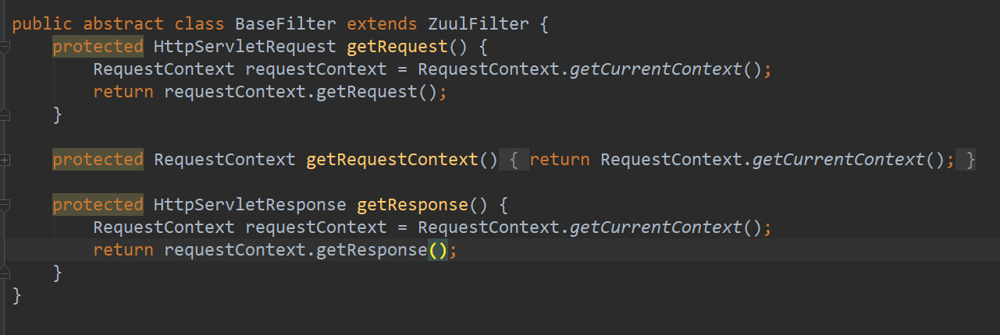 public abstract class BaseFilter extends ZuulFilter {
    protected HttpServletRequest getRequest() {
        RequestContext requestContext = RequestContext.getCurrentContext();
        return requestContext.getRequest();
    }
    protected RequestContext getRequestContext() { return RequestContext.getCurrentContext(); }
    protected HttpServletResponse getResponse() {
        RequestContext requestContext = RequestContext.getCurrentContext();
        return requestContext.getResponse();
    }
}